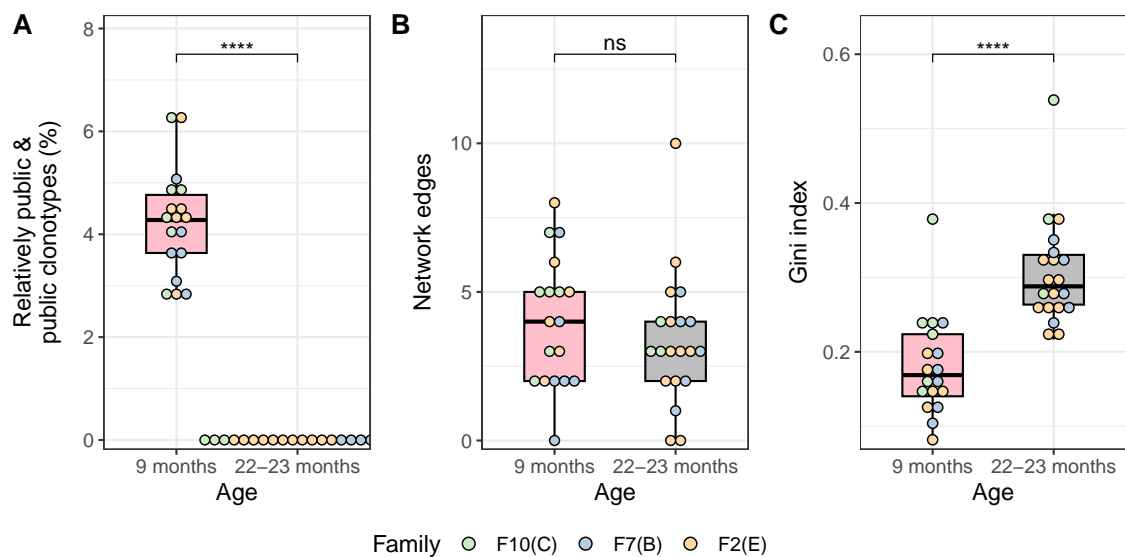 A
Relatively public &
public clonotypes (%)
8
6
4
2
0
****
9 months
22−23 months
Age
B
Network edges
10
5
0
ns
9 months
22−23 months
Age
C
Gini index
0.6
0.4
0.2
****
9 months
22−23 months
Age
Family
F10(C)
F7(B)
F2(E)